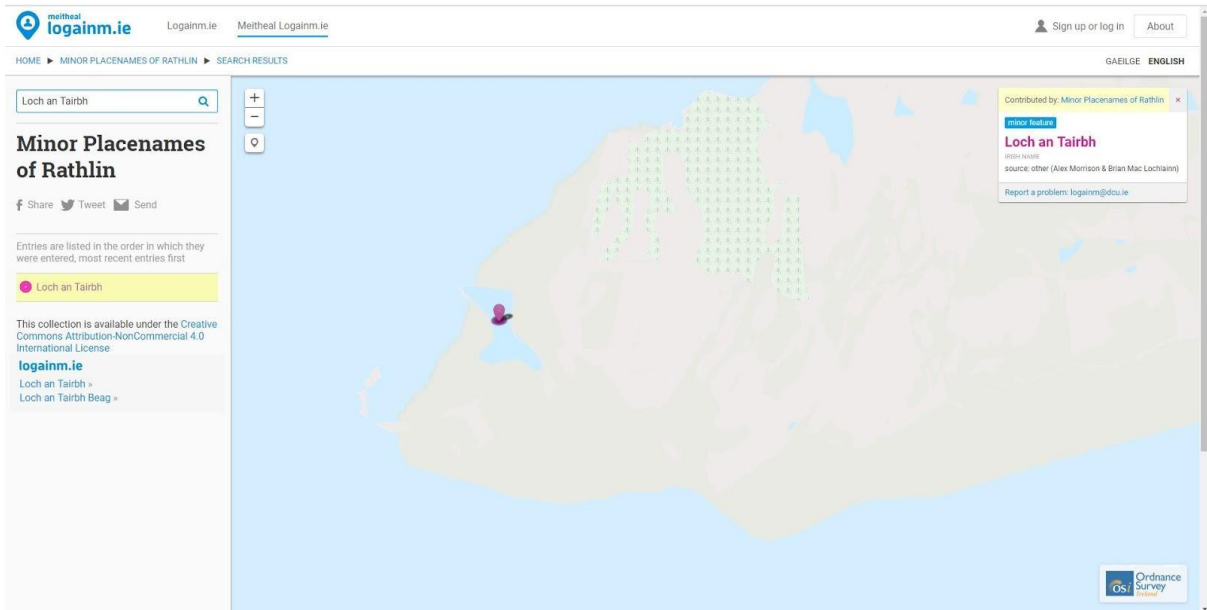 meitheal
logainm.ie
Logainm.ie
Meitheal Logainm.ie
Sign up or log in
About
HOME ▶ MINOR PLACENAMES OF RATHLIN ▶ SEARCH RESULTS
GAEILGE ENGLISH
Loch an Tairbh
Minor Placenames
of Rathlin
Share Tweet Send
Entries are listed in the order in which they
were entered, most recent entries first
Loch an Tairbh
This collection is available under the Creative
Commons Attribution-NonCommercial 4.0
International License
logainm.ie
Loch an Tairbh »
Loch an Tairbh Beag »
+
−
Contributed by: Minor Placenames of Rathlin ×
minor feature
Loch an Tairbh
IRISH NAME
source: other (Alex Morrison & Brian Mac Lochlainn)
Report a problem: logainm@dcu.ie
osi Ordnance
Survey
Ireland